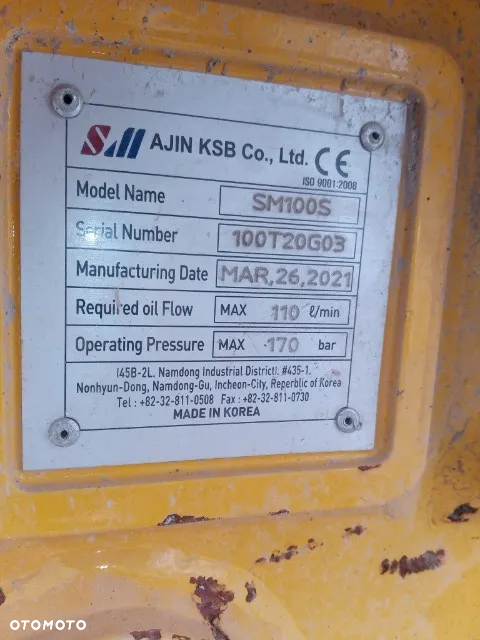 SM AJIN KSB Co., Ltd. CE
ISO 9001:2008
Model Name SM100S
Serial Number 100T20G03
Manufacturing Date MAR,26,2021
Required oil Flow MAX 110 ℓ/min
Operating Pressure MAX 170 bar
(45B-2L. Namdong Industrial District). #435-1.
Nonhyun-Dong, Namdong-Gu, Incheon-City, Reperblic of Korea
Tel : +82-32-811-0508 Fax : +82-32-811-0730
MADE IN KOREA
OTOMOTO